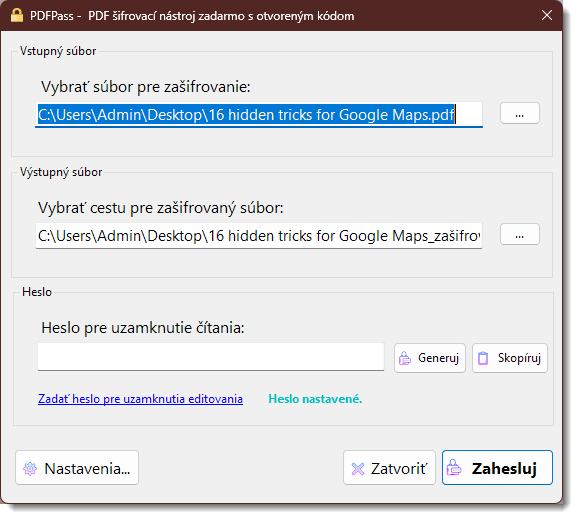 PDFPass - PDF šifrovací nástroj zadarmo s otvoreným kódom
Vstupný súbor
Vybrať súbor pre zašifrovanie:
C:\Users\Admin\Desktop\16 hidden tricks for Google Maps.pdf
...
Výstupný súbor
Vybrať cestu pre zašifrovaný súbor:
C:\Users\Admin\Desktop\16 hidden tricks for Google Maps_zašifrov
...
Heslo
Heslo pre uzamknutie čítania:
Generuj
Skopíruj
Zadať heslo pre uzamknutia editovania
Heslo nastavené.
Nastavenia...
Zatvoriť
Zahesluj